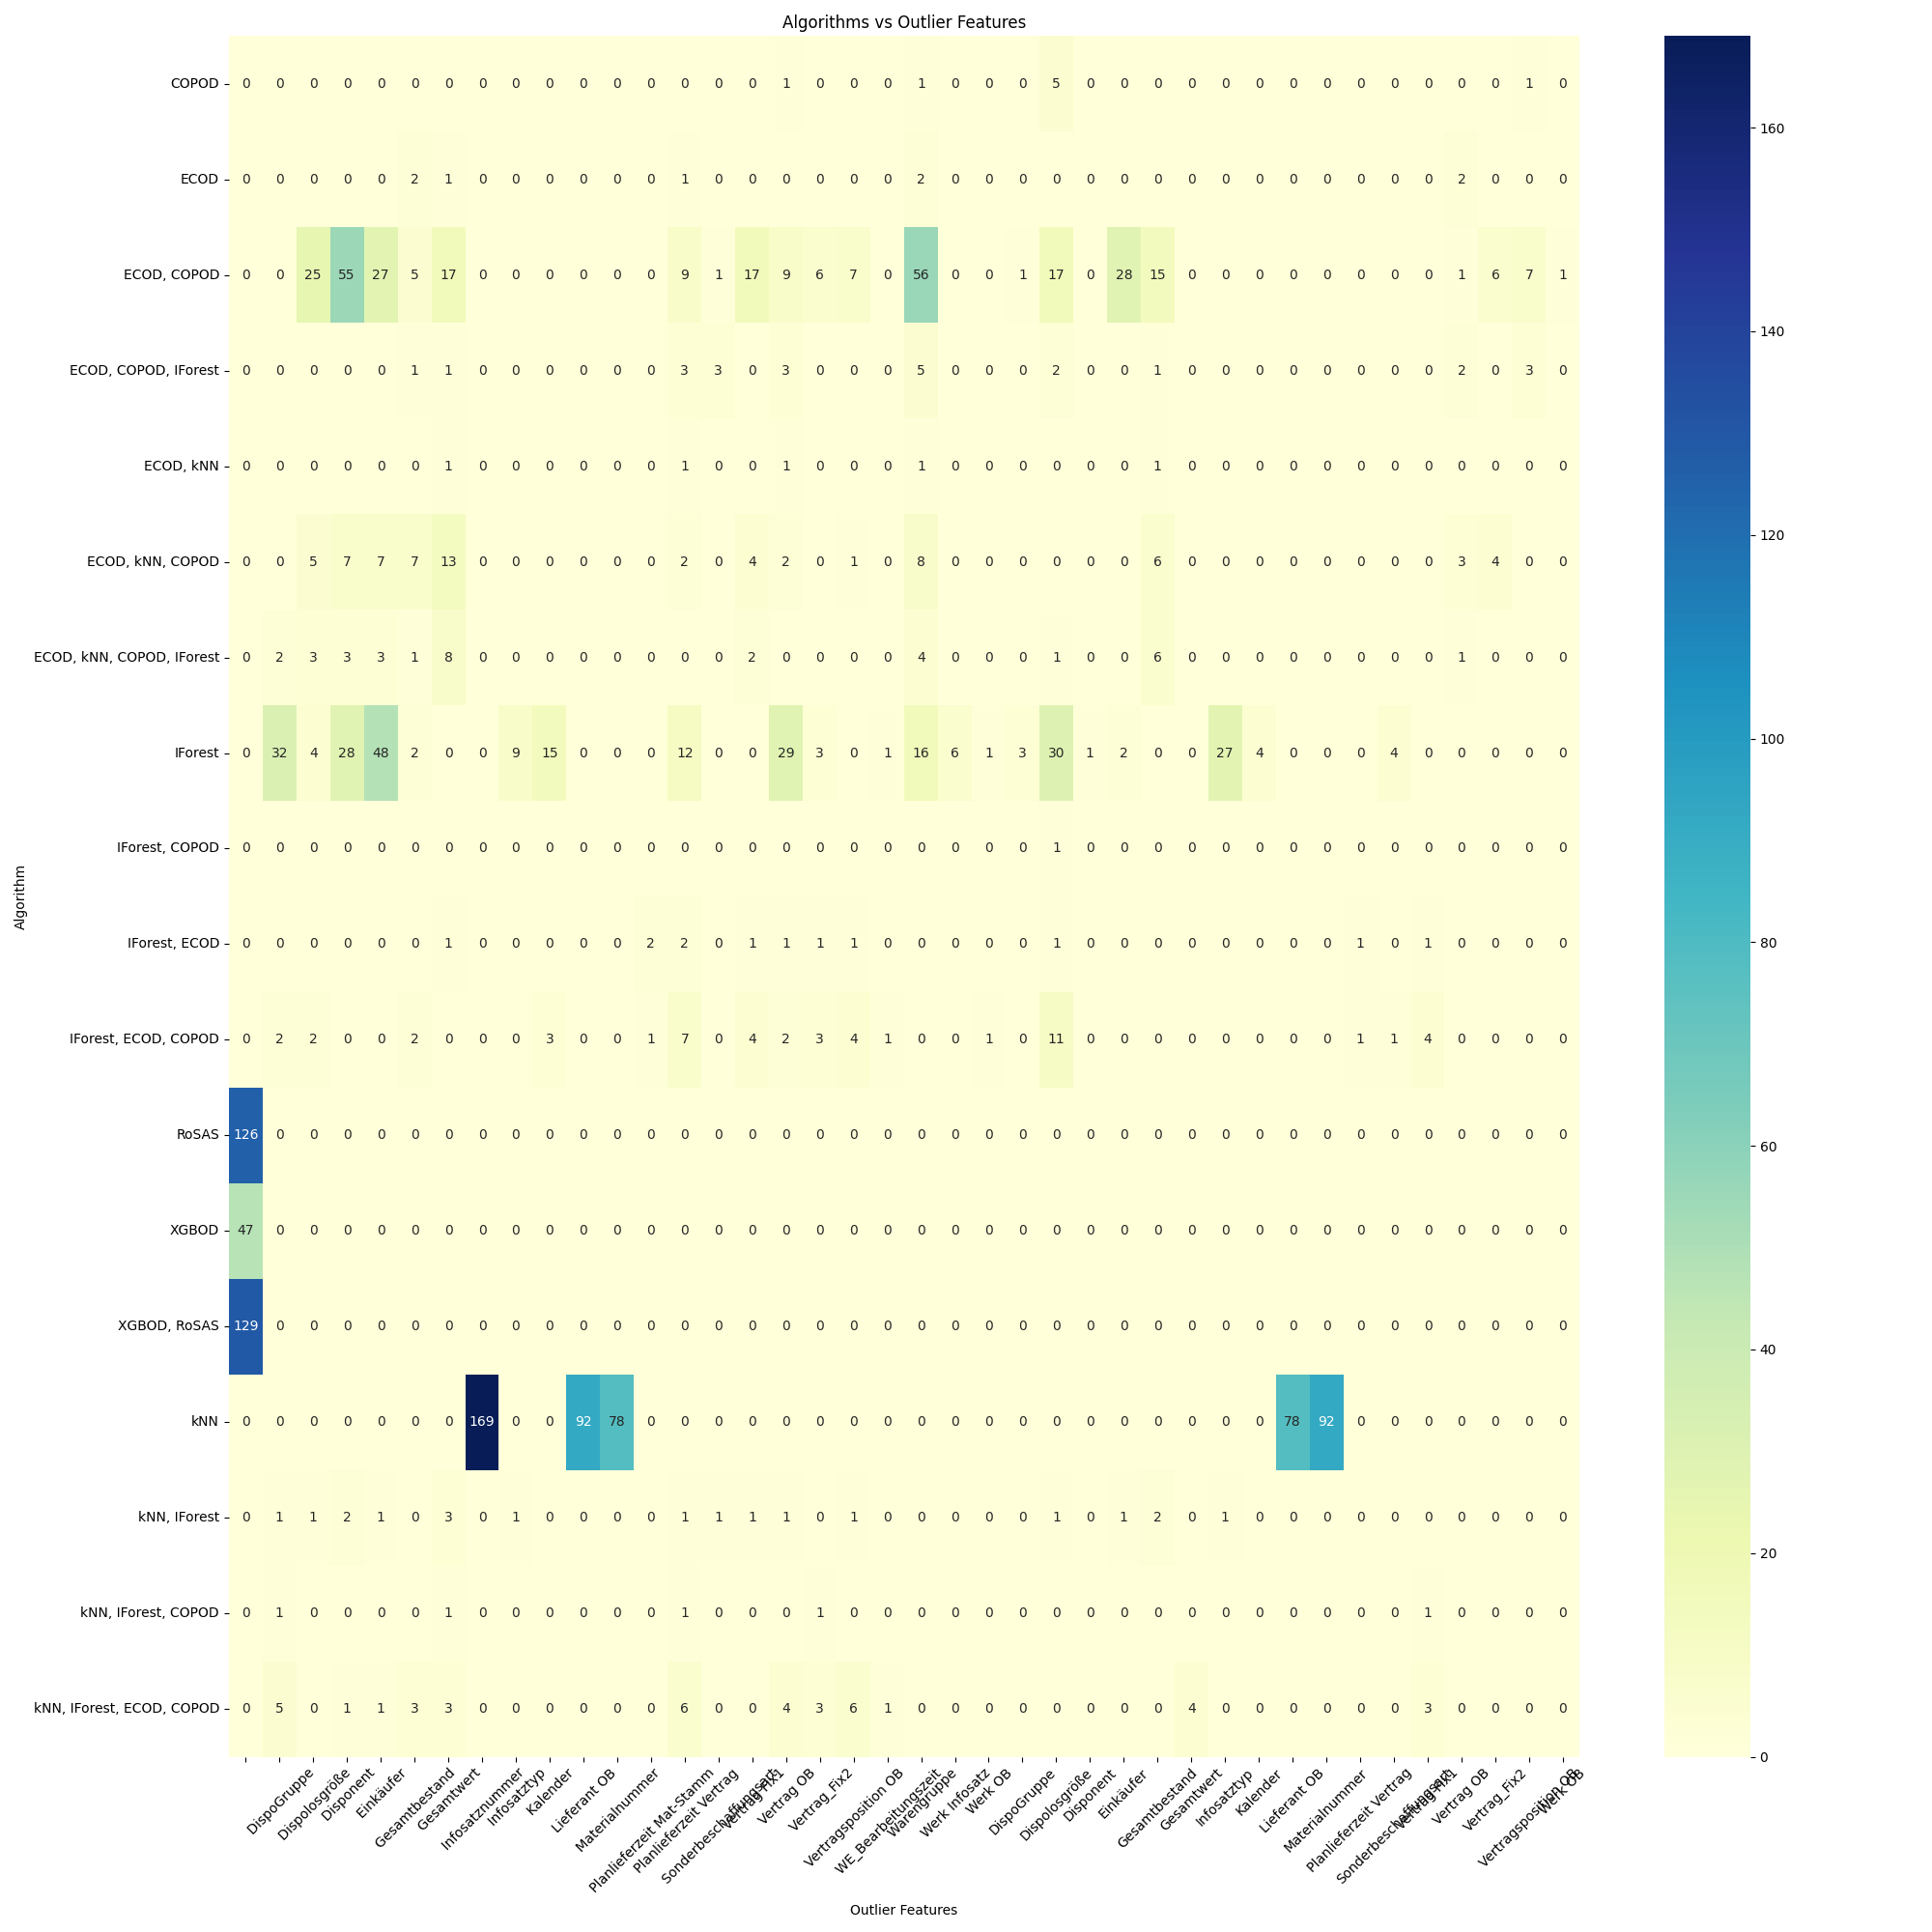 Algorithms vs Outlier Features
COPOD 0 0 0 0 0 0 0 0 0 0 0 0 0 0 0 0 1 0 0 0 1 0 0 0 5 0 0 0 0 0 0 0 0 0 0 0 0 0 1 0
ECOD 0 0 0 0 0 2 1 0 0 0 0 0 0 1 0 0 0 0 0 0 2 0 0 0 0 0 0 0 0 0 0 0 0 0 0 0 2 0 0 0
ECOD, COPOD 0 0 25 55 27 5 17 0 0 0 0 0 0 9 1 17 9 6 7 0 56 0 0 1 17 0 28 15 0 0 0 0 0 0 0 0 1 6 7 1
ECOD, COPOD, IForest 0 0 0 0 0 1 1 0 0 0 0 0 0 3 3 0 3 0 0 0 5 0 0 0 2 0 0 1 0 0 0 0 0 0 0 0 2 0 3 0
ECOD, kNN 0 0 0 0 0 0 1 0 0 0 0 0 0 1 0 0 1 0 0 0 1 0 0 0 0 0 0 1 0 0 0 0 0 0 0 0 0 0 0 0
ECOD, kNN, COPOD 0 0 5 7 7 7 13 0 0 0 0 0 0 2 0 4 2 0 1 0 8 0 0 0 0 0 0 6 0 0 0 0 0 0 0 0 3 4 0 0
ECOD, kNN, COPOD, IForest 0 2 3 3 3 1 8 0 0 0 0 0 0 0 0 2 0 0 0 0 4 0 0 0 1 0 0 6 0 0 0 0 0 0 0 0 1 0 0 0
IForest 0 32 4 28 48 2 0 0 9 15 0 0 0 12 0 0 29 3 0 1 16 6 1 3 30 1 2 0 0 27 4 0 0 0 4 0 0 0 0 0
IForest, COPOD 0 0 0 0 0 0 0 0 0 0 0 0 0 0 0 0 0 0 0 0 0 0 0 0 1 0 0 0 0 0 0 0 0 0 0 0 0 0 0 0
IForest, ECOD 0 0 0 0 0 0 1 0 0 0 0 0 2 2 0 1 1 1 1 0 0 0 0 0 1 0 0 0 0 0 0 0 0 1 0 1 0 0 0 0
IForest, ECOD, COPOD 0 2 2 0 0 2 0 0 0 3 0 0 1 7 0 4 2 3 4 1 0 0 1 0 11 0 0 0 0 0 0 0 0 1 1 4 0 0 0 0
RoSAS 126 0 0 0 0 0 0 0 0 0 0 0 0 0 0 0 0 0 0 0 0 0 0 0 0 0 0 0 0 0 0 0 0 0 0 0 0 0 0 0
XGBOD 47 0 0 0 0 0 0 0 0 0 0 0 0 0 0 0 0 0 0 0 0 0 0 0 0 0 0 0 0 0 0 0 0 0 0 0 0 0 0 0
XGBOD, RoSAS 129 0 0 0 0 0 0 0 0 0 0 0 0 0 0 0 0 0 0 0 0 0 0 0 0 0 0 0 0 0 0 0 0 0 0 0 0 0 0 0
kNN 0 0 0 0 0 0 0 169 0 0 92 78 0 0 0 0 0 0 0 0 0 0 0 0 0 0 0 0 0 0 0 78 92 0 0 0 0 0 0 0
kNN, IForest 0 1 1 2 1 0 3 0 1 0 0 0 0 1 1 1 1 0 1 0 0 0 0 0 1 0 1 2 0 1 0 0 0 0 0 0 0 0 0 0
kNN, IForest, COPOD 0 1 0 0 0 0 1 0 0 0 0 0 0 1 0 0 0 1 0 0 0 0 0 0 0 0 0 0 0 0 0 0 0 0 0 1 0 0 0 0
kNN, IForest, ECOD, COPOD 0 5 0 1 1 3 3 0 0 0 0 0 0 6 0 0 4 3 6 1 0 0 0 0 0 0 0 0 4 0 0 0 0 0 0 3 0 0 0 0
Algorithm
DispoGruppe
Dispolosgröße
Disponent
Einkäufer
Gesamtbestand
Gesamtwert
Infosatznummer
Infosatztyp
Kalender
Lieferant OB
Materialnummer
Planlieferzeit Mat-Stamm
Planlieferzeit Vertrag
Sonderbeschaffungsart
Vertrag-Fix1
Vertrag OB
Vertrag_Fix2
Vertragsposition OB
WE_Bearbeitungszeit
Warengruppe
Werk Infosatz
Werk OB
DispoGruppe
Dispolosgröße
Disponent
Einkäufer
Gesamtbestand
Gesamtwert
Infosatztyp
Kalender
Lieferant OB
Materialnummer
Planlieferzeit Vertrag
Sonderbeschaffungsart
Vertrag-Fix1
Vertrag OB
Vertrag_Fix2
Vertragsposition OB
Werk OB
Outlier Features
160
140
120
100
80
60
40
20
0